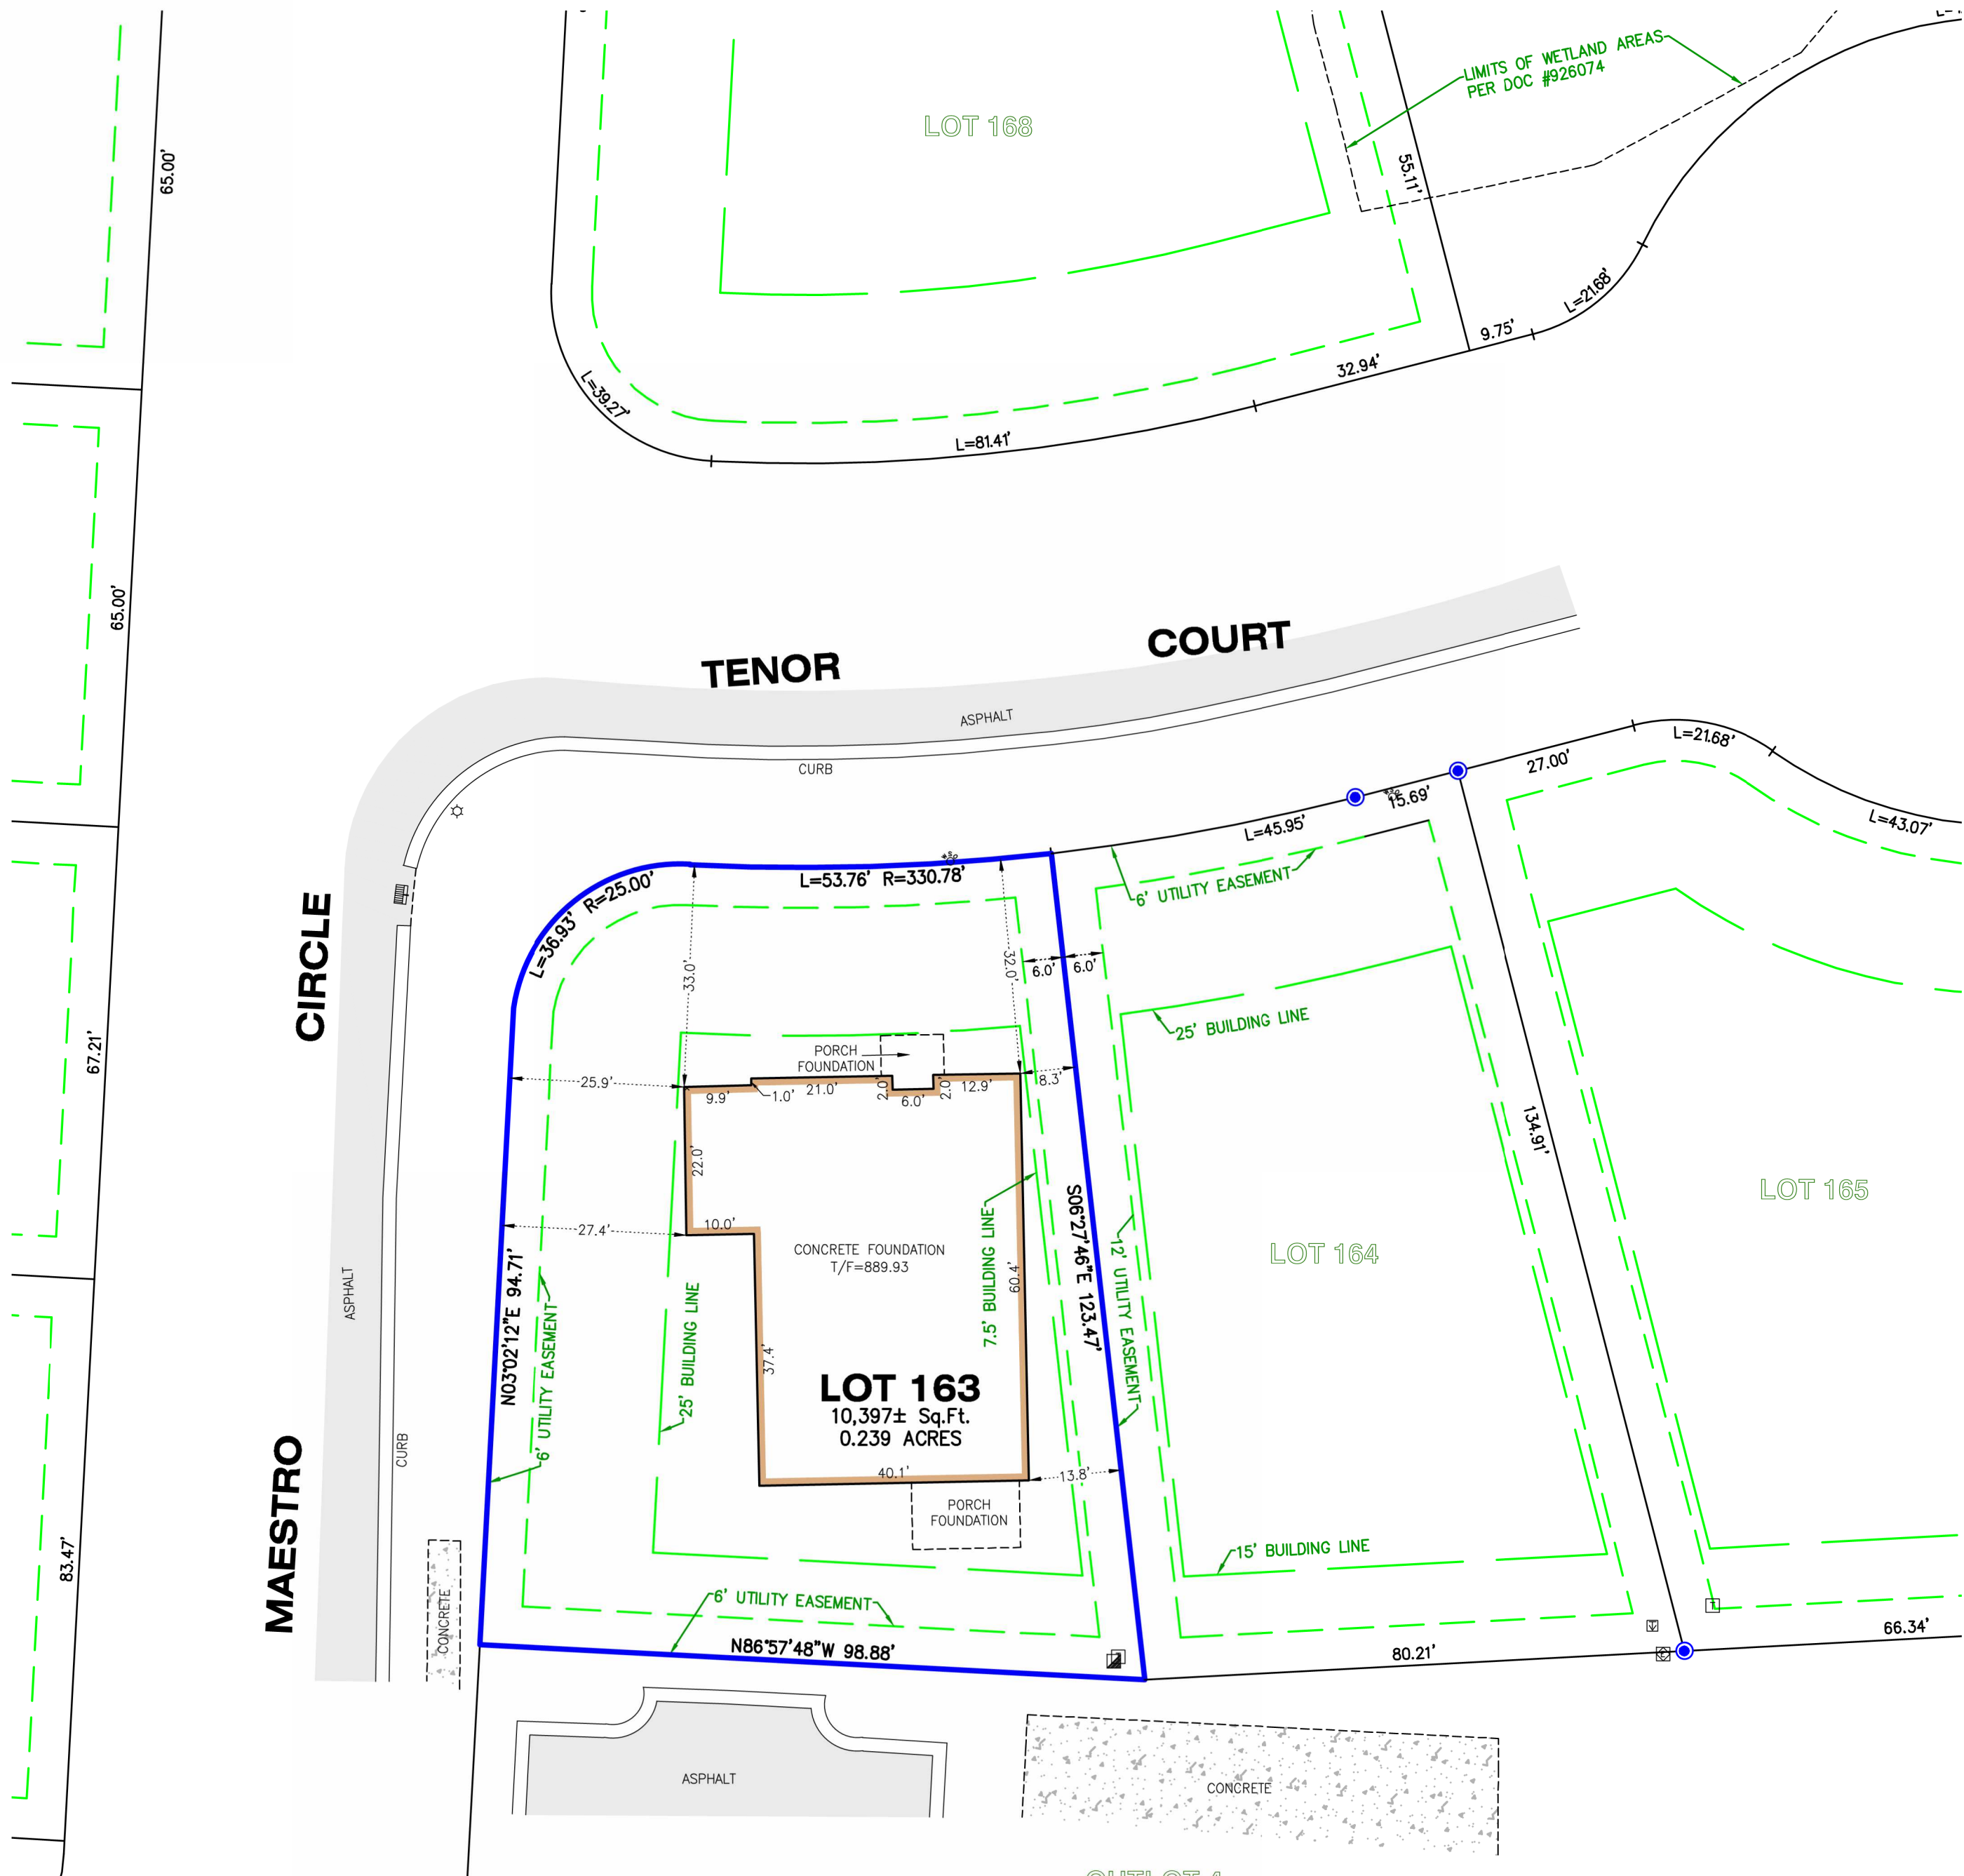 LIMITS OF WETLAND AREAS
PER DOC #926074
LOT 168
65.00'
55.11'
L=21.68'
9.75'
32.94'
L=39.27'
L=81.41'
65.00'
TENOR COURT
ASPHALT
CURB
L=21.68'
27.00'
15.69'
L=45.95'
L=43.07'
6' UTILITY EASEMENT
L=53.76' R=330.78'
L=36.93' R=25.00'
33.0'
32.0'
6.0'
6.0'
25' BUILDING LINE
CIRCLE
67.21'
PORCH
FOUNDATION
25.9'
8.3'
9.9'
1.0'
21.0'
2.0'
6.0'
2.0'
12.9'
22.0'
134.91'
LOT 165
27.4'
10.0'
CONCRETE FOUNDATION
T/F=889.93
60.4'
7.5' BUILDING LINE
S06°27'46"E 123.47'
12' UTILITY EASEMENT
LOT 164
ASPHALT
N03°02'12"E 94.71'
6' UTILITY EASEMENT
25' BUILDING LINE
37.4'
LOT 163
10,397± Sq.Ft.
0.239 ACRES
CURB
MAESTRO
40.1'
13.8'
PORCH
FOUNDATION
83.47'
15' BUILDING LINE
CONCRETE
6' UTILITY EASEMENT
N86°57'48"W 98.88'
T
80.21'
66.34'
ASPHALT
CONCRETE